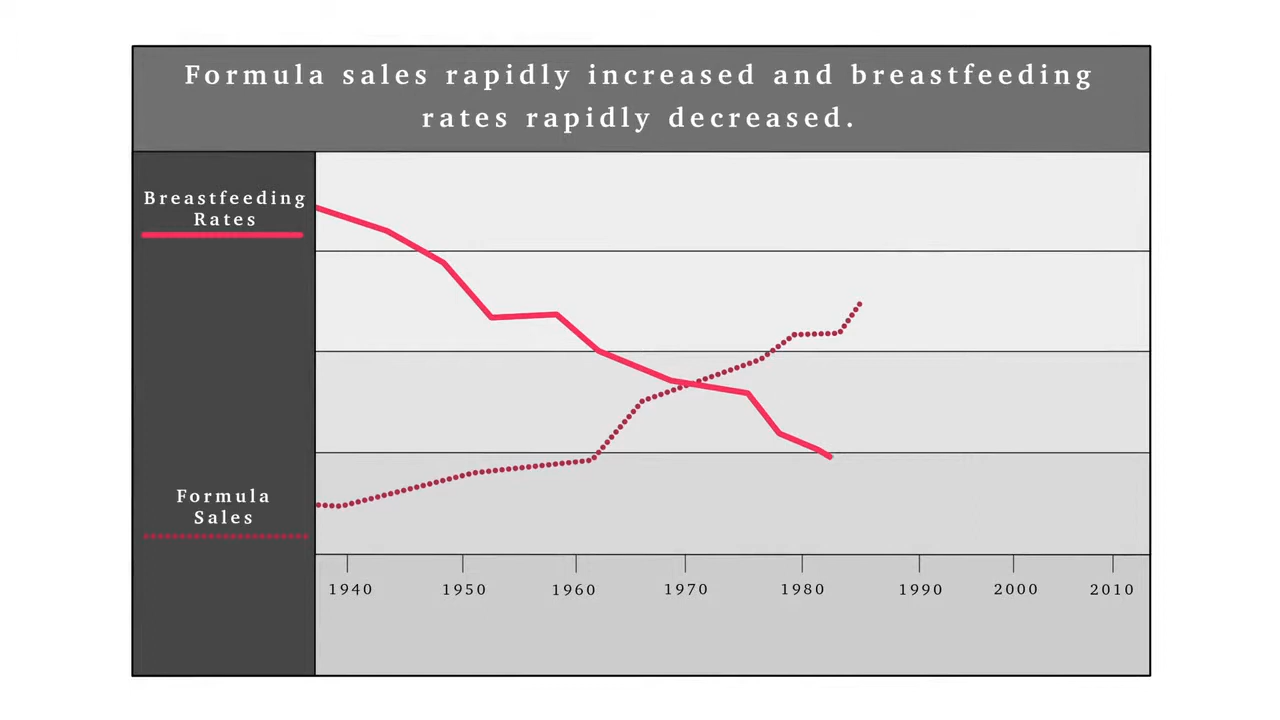 Formula sales rapidly increased and breastfeeding
rates rapidly decreased.
Breastfeeding
Rates
Formula
Sales
1940 1950 1960 1970 1980 1990 2000 2010